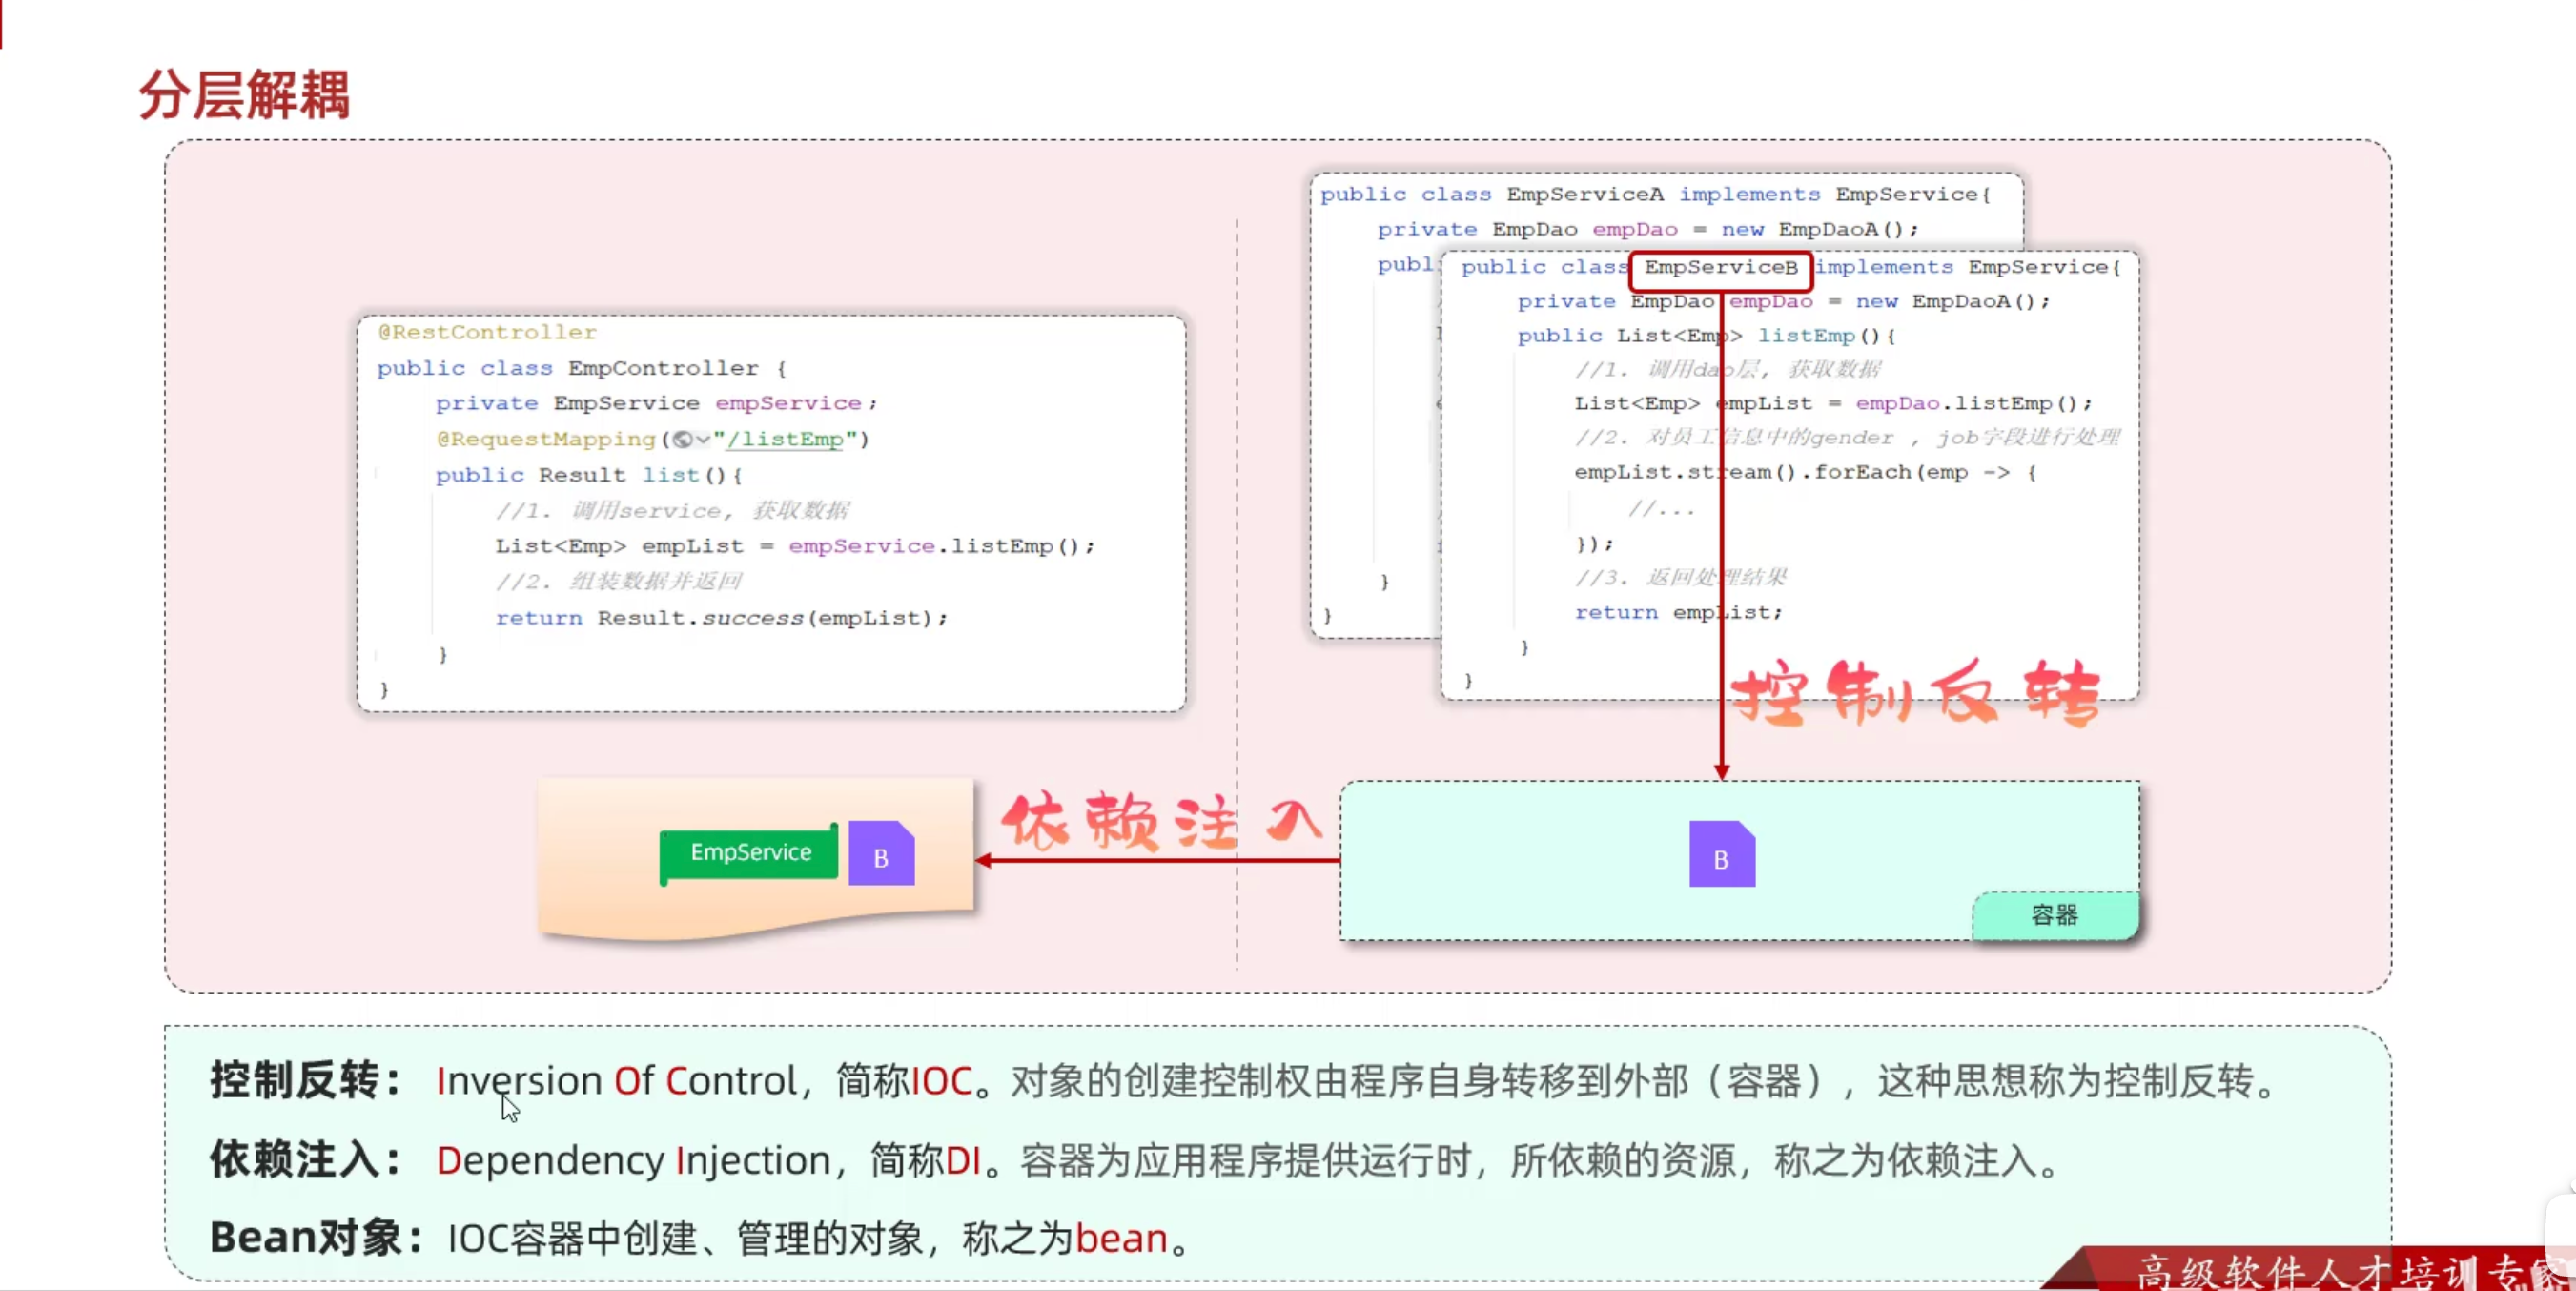 分层解耦
@RestController
public class EmpController {
private EmpService empService;
@RequestMapping("/listEmp")
public Result list(){
//1. 调用service, 获取数据
List<Emp> empList = empService.listEmp();
//2. 组装数据并返回
return Result.success(empList);
}
}
public class EmpServiceA implements EmpService{
private EmpDao empDao = new EmpDaoA();
publ
}
}
public class EmpServiceB implements EmpService{
private EmpDao empDao = new EmpDaoA();
public List<Emp> listEmp(){
//1. 调用dao层, 获取数据
List<Emp> empList = empDao.listEmp();
//2. 对员工信息中的gender , job字段进行处理
empList.stream().forEach(emp -> {
//...
});
//3. 返回处理结果
return empList;
}
}
控制反转
依赖注入
EmpService B
B
容器
控制反转： Inversion Of Control，简称IOC。对象的创建控制权由程序自身转移到外部（容器），这种思想称为控制反转。
依赖注入： Dependency Injection，简称DI。容器为应用程序提供运行时，所依赖的资源，称之为依赖注入。
Bean对象：IOC容器中创建、管理的对象，称之为bean。
高级软件人才培训专家